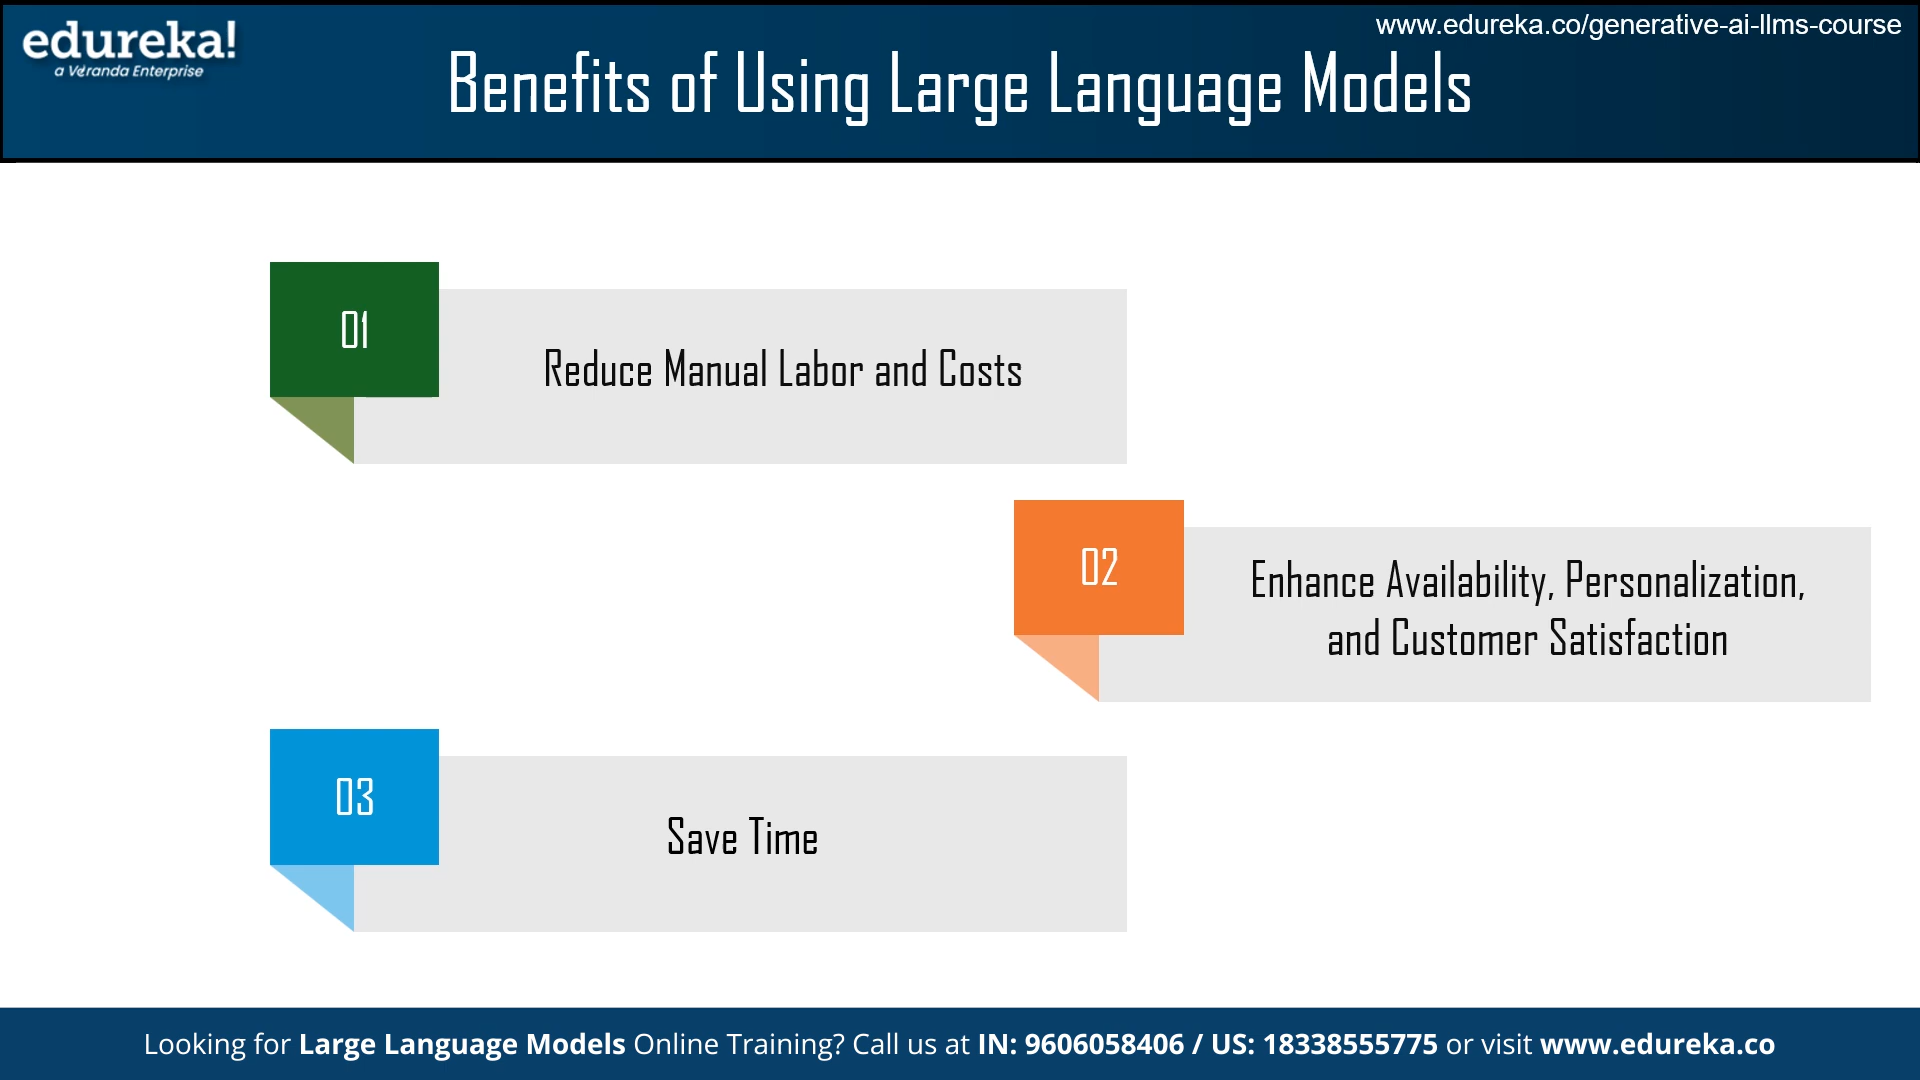 edureka!
a Veranda Enterprise
www.edureka.co/generative-ai-llms-course
Benefits of Using Large Language Models
01
Reduce Manual Labor and Costs
02
Enhance Availability, Personalization,
and Customer Satisfaction
03
Save Time
Looking for Large Language Models Online Training? Call us at IN: 9606058406 / US: 18338555775 or visit www.edureka.co